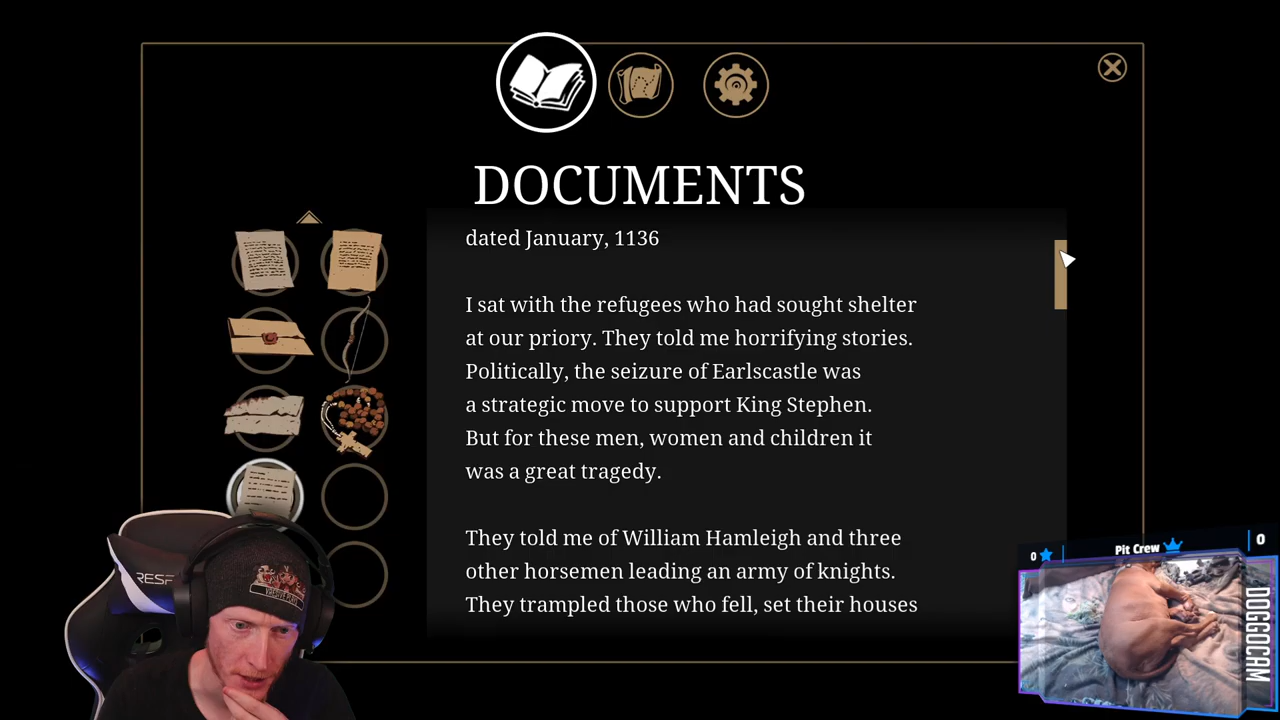 DOCUMENTS
dated January, 1136
I sat with the refugees who had sought shelter
at our priory. They told me horrifying stories.
Politically, the seizure of Earlscastle was
a strategic move to support King Stephen.
But for these men, women and children it
was a great tragedy.
They told me of William Hamleigh and three
other horsemen leading an army of knights.
They trampled those who fell, set their houses
RESP
0
Pit Crew
0
DOGGOCAM